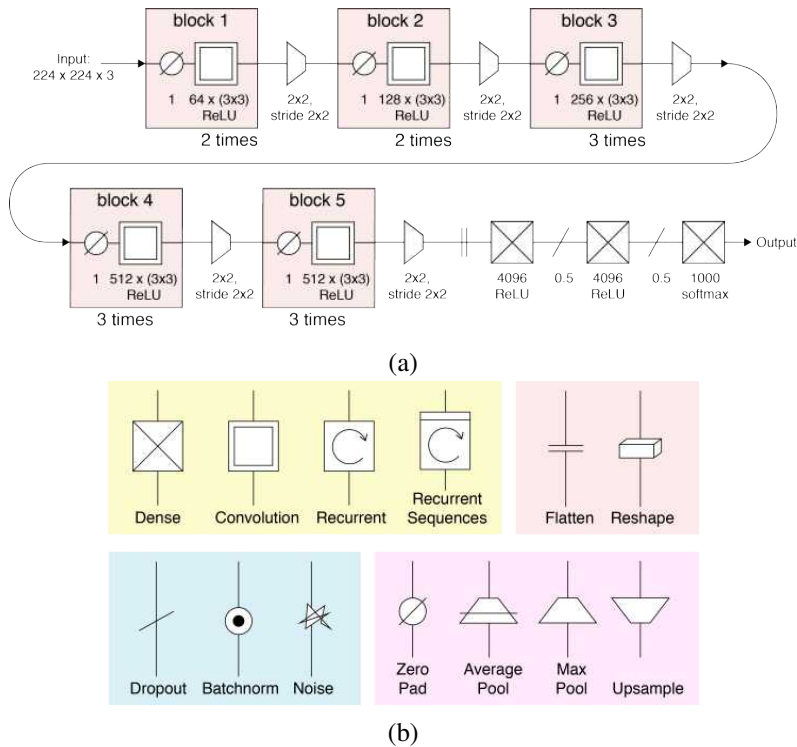 block 1
block 2
block 3
Input:
224 x 224 x 3
1 64 x (3x3)
ReLU
2x2,
stride 2x2
1 128 x (3x3)
ReLU
2x2,
stride 2x2
1 256 x (3x3)
ReLU
2x2,
stride 2x2
2 times
2 times
3 times
block 4
block 5
Output
1 512 x (3x3)
ReLU
2x2,
stride 2x2
1 512 x (3x3)
ReLU
2x2,
stride 2x2
4096
ReLU
0.5
4096
ReLU
0.5
1000
softmax
3 times
3 times
(a)
Dense
Convolution
Recurrent
Recurrent
Sequences
Flatten
Reshape
Dropout
Batchnorm
Noise
Zero
Pad
Average
Pool
Max
Pool
Upsample
(b)